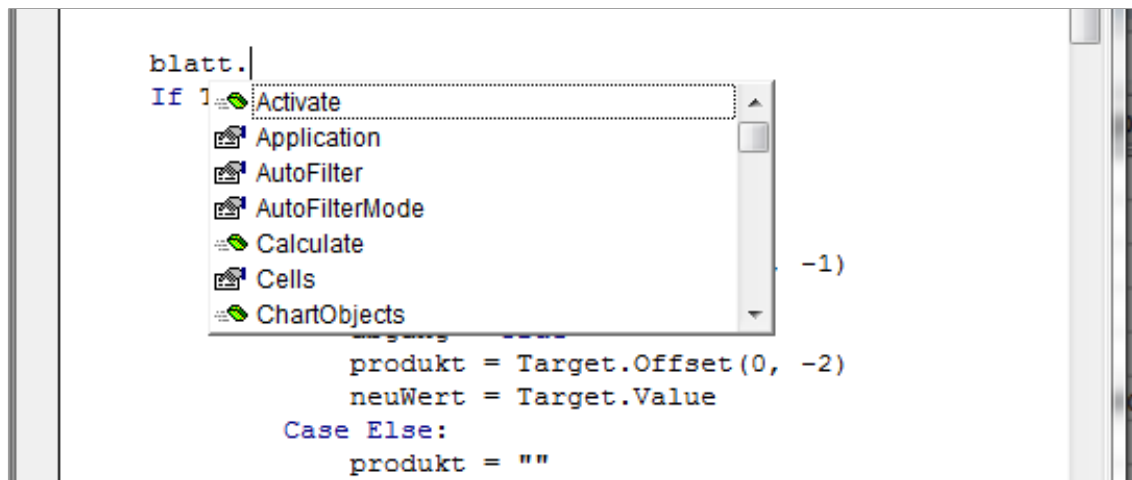 blatt.
If
Activate
Application
AutoFilter
AutoFilterMode
Calculate
Cells
-1)
ChartObjects
produkt = Target.Offset(0, -2)
neuWert = Target.Value
Case Else:
produkt = ""